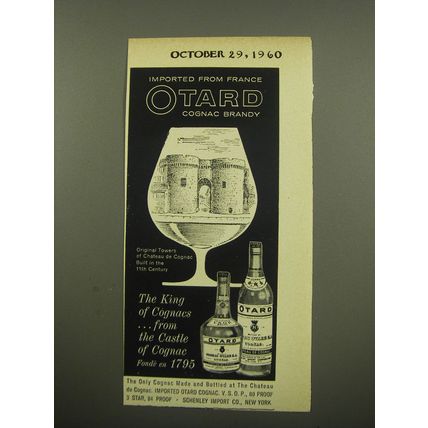 OCTOBER 29, 1960
IMPORTED FROM FRANCE
OTARD
COGNAC BRANDY
Original Towers
of Chateau de Cognac
Built in the
11th Century
The King
of Cognacs
...from
the Castle
of Cognac
Fondé en 1795
OTARD
OTARD
The Only Cognac Made and Bottled at The Chateau
de Cognac. IMPORTED OTARD COGNAC. V. S. O. P., 80 PROOF
3 STAR, 84 PROOF • SCHENLEY IMPORT CO., NEW YORK